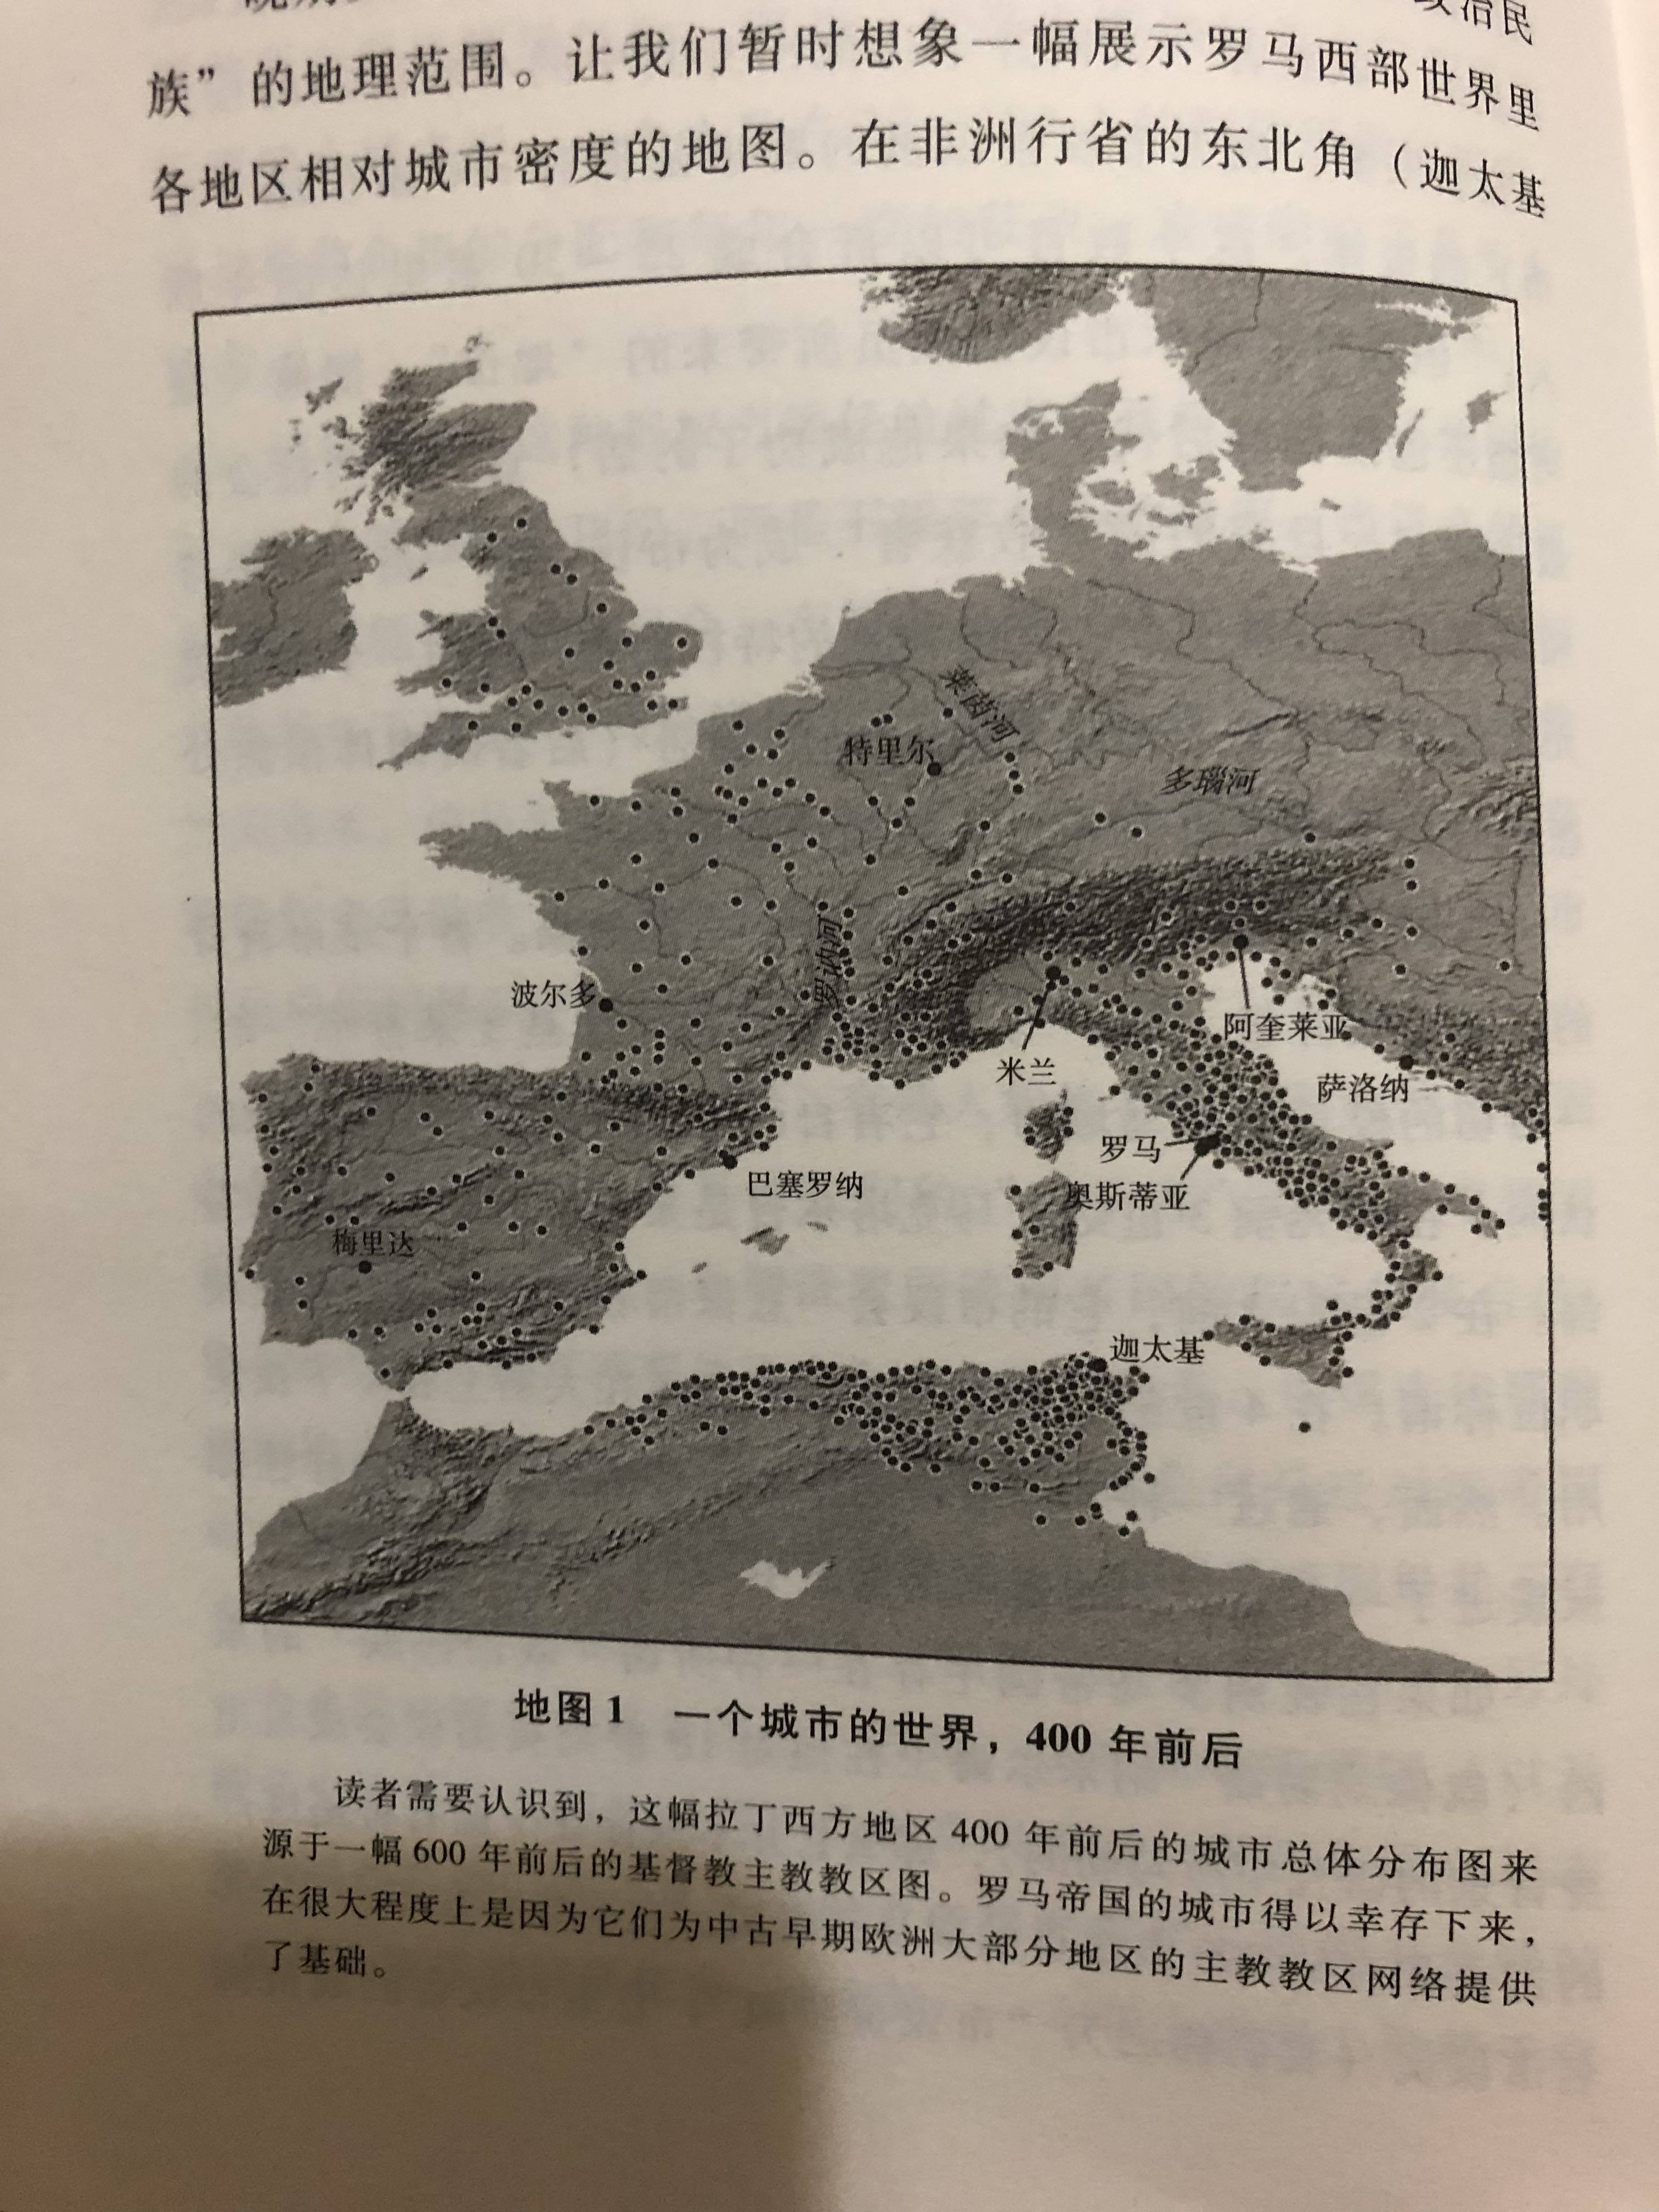 政治民
族”的地理范围。让我们暂时想象一幅展示罗马西部世界里
各地区相对城市密度的地图。在非洲行省的东北角（迦太基
莱茵河
特里尔
多瑙河
罗讷河
波尔多
阿奎莱亚
米兰
萨洛纳
罗马
巴塞罗纳
奥斯蒂亚
梅里达
迦太基
地图1 一个城市的世界，400 年前后
读者需要认识到，这幅拉丁西方地区 400 年前后的城市总体分布图来
源于一幅 600 年前后的基督教主教教区图。罗马帝国的城市得以幸存下来，
在很大程度上是因为它们为中古早期欧洲大部分地区的主教教区网络提供
了基础。